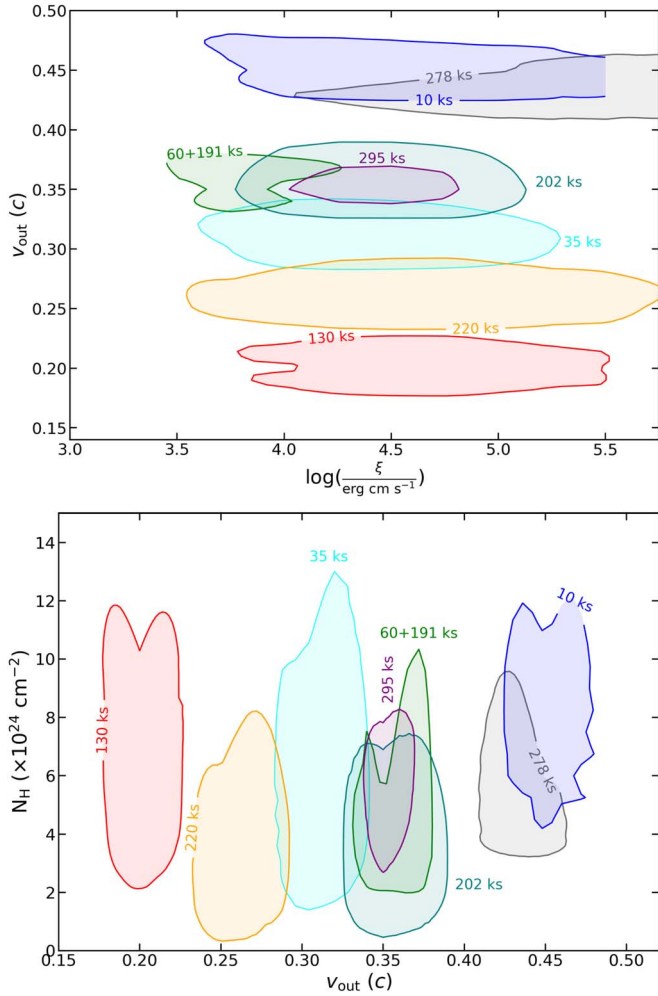 0.50
0.45
0.40
0.35
0.30
0.25
0.20
0.15
v_out (c)
278 ks
10 ks
60+191 ks
295 ks
202 ks
35 ks
220 ks
130 ks
3.0 3.5 4.0 4.5 5.0 5.5
log(ξ / erg cm s⁻¹)
14
12
10
8
6
4
2
0
N_H (×10²⁴ cm⁻²)
35 ks
10 ks
60+191 ks
295 ks
130 ks
278 ks
220 ks
202 ks
0.15 0.20 0.25 0.30 0.35 0.40 0.45 0.50
v_out (c)